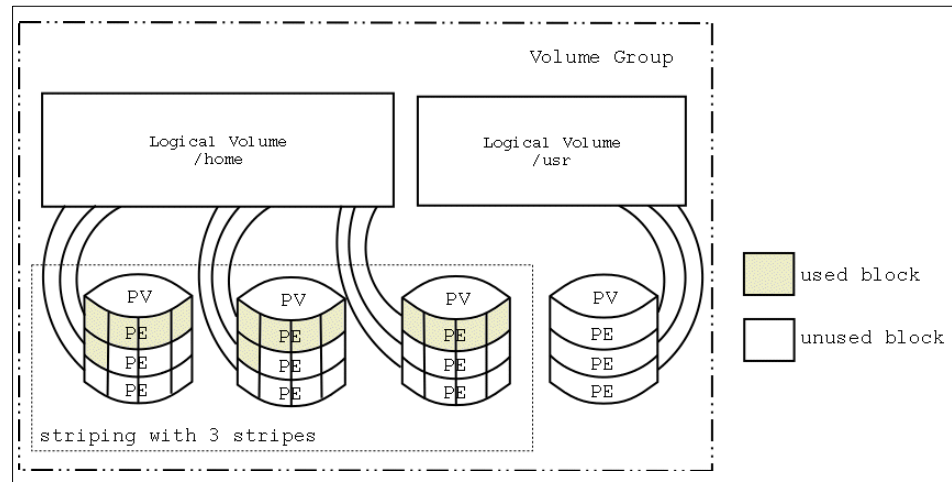 Volume Group
Logical Volume
/home
Logical Volume
/usr
PV
PE
PE
PE
PV
PE
PE
PE
PV
PE
PE
PE
PV
PE
PE
PE
striping with 3 stripes
used block
unused block